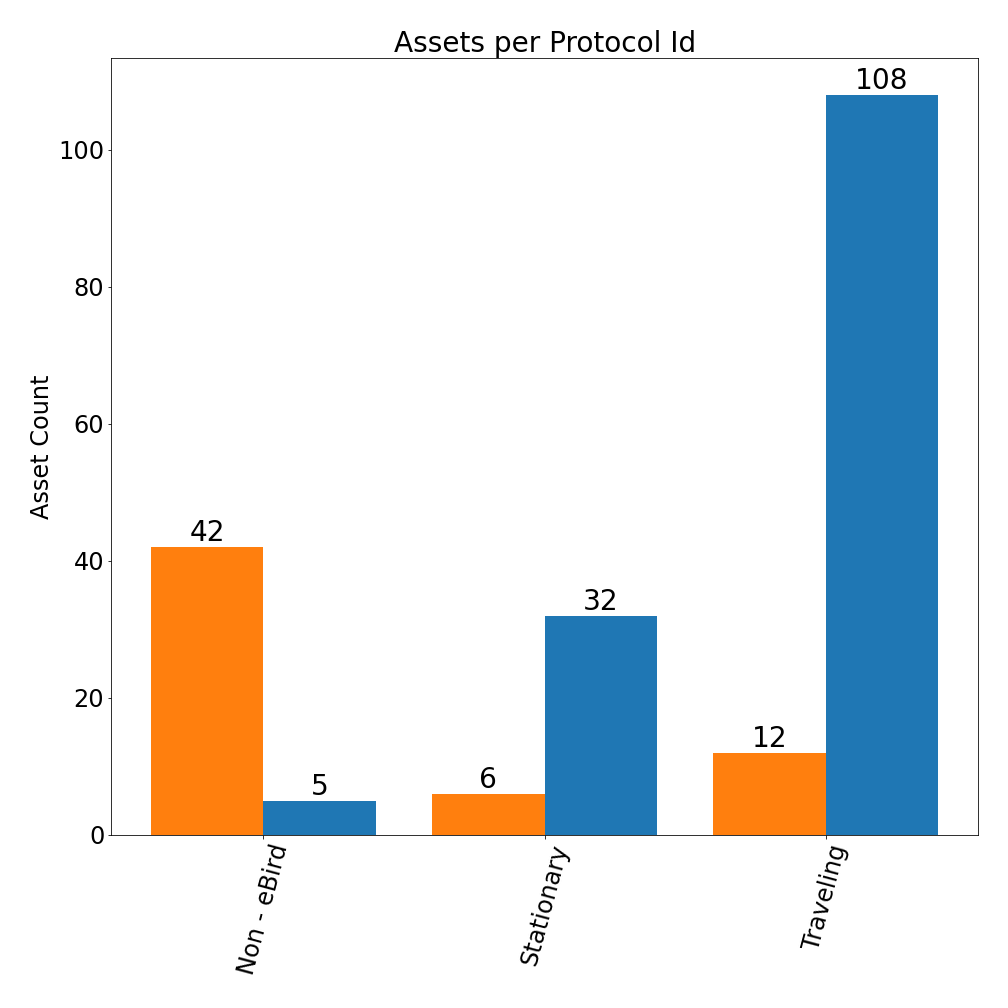 Assets per Protocol Id
108
100
80
60
42
40
32
20
12
6
5
0
Asset Count
Non - eBird
Stationary
Traveling